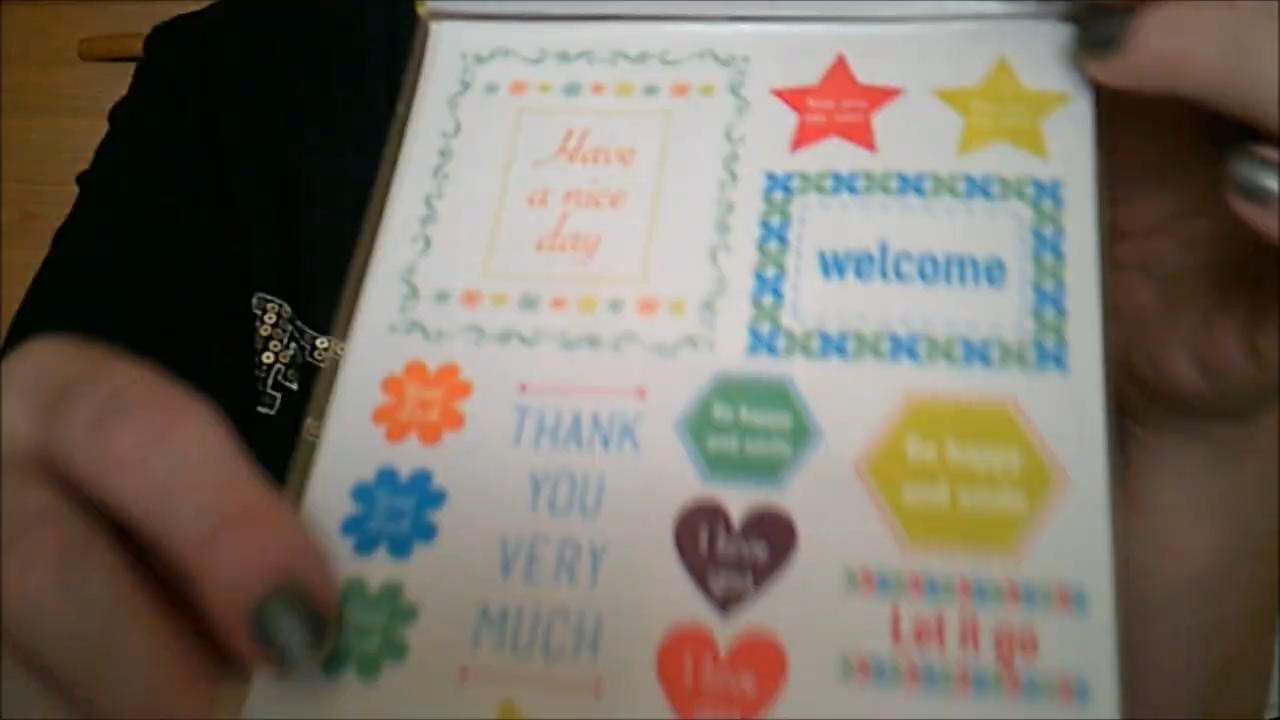 Have
a nice
day
welcome
THANK
YOU
VERY
MUCH
Be happy
and smile
Be happy
and smile
I love
you
I love
Let it go